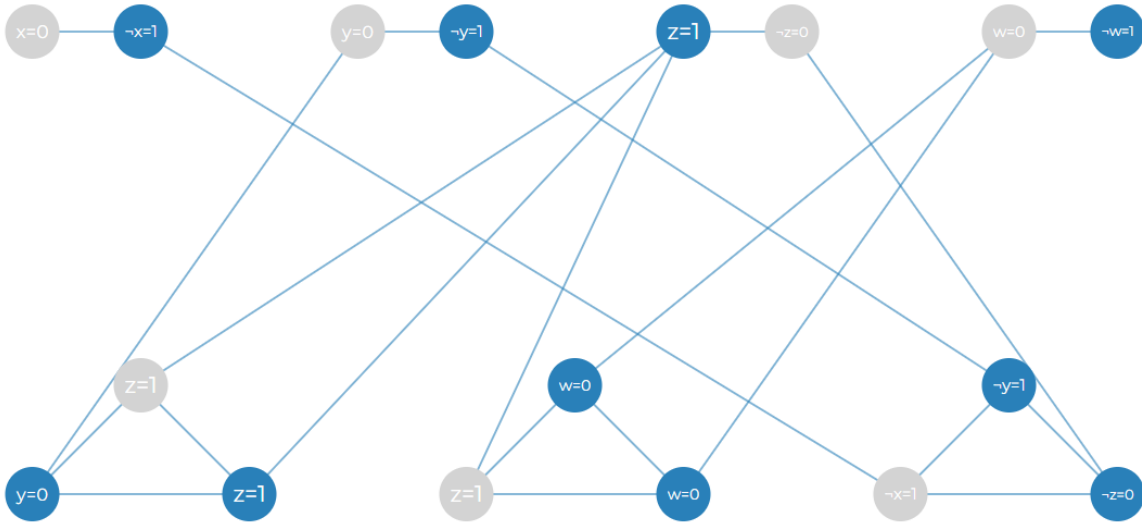 x=0 ¬x=1 y=0 ¬y=1 z=1 ¬z=0 w=0 ¬w=1
z=1 w=0 ¬y=1
y=0 z=1 z=1 w=0 ¬x=1 ¬z=0